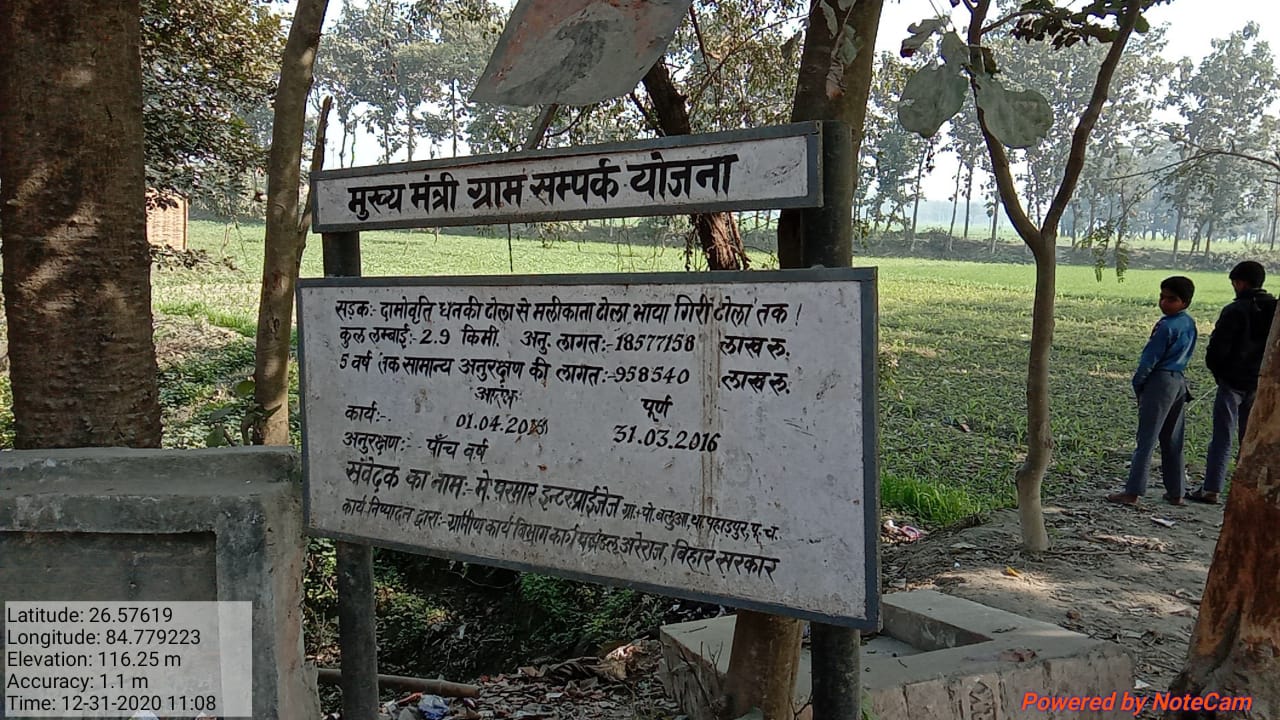 मुख्य मंत्री ग्राम सम्पर्क योजना
सड़क:- दामोवृति धनकी टोला से मलीकाना टोला भाया गिरी टोला तक।
कुल लम्बाई:- 2.9 किमी. अनु लागत:-18577158 लाख रु.
5 वर्ष तक सामान्य अनुरक्षण की लागत:-958540 लाख रु.
आरंभ पूर्ण
कार्य:- 01.04.2015 31.03.2016
अनुरक्षण:- पाँच वर्ष
संवेदक का नाम:- मे. परमार इन्टरप्राईजेज ग्रा.+पो. बलुआ, था. पहाड़पुर, पू. च.
कार्य निष्पादन द्वारा:- ग्रामीण कार्य विभाग कार्य प्रमंडल, अरेराज, बिहार सरकार
Latitude: 26.57619
Longitude: 84.779223
Elevation: 116.25 m
Accuracy: 1.1 m
Time: 12-31-2020 11:08
Powered by NoteCam